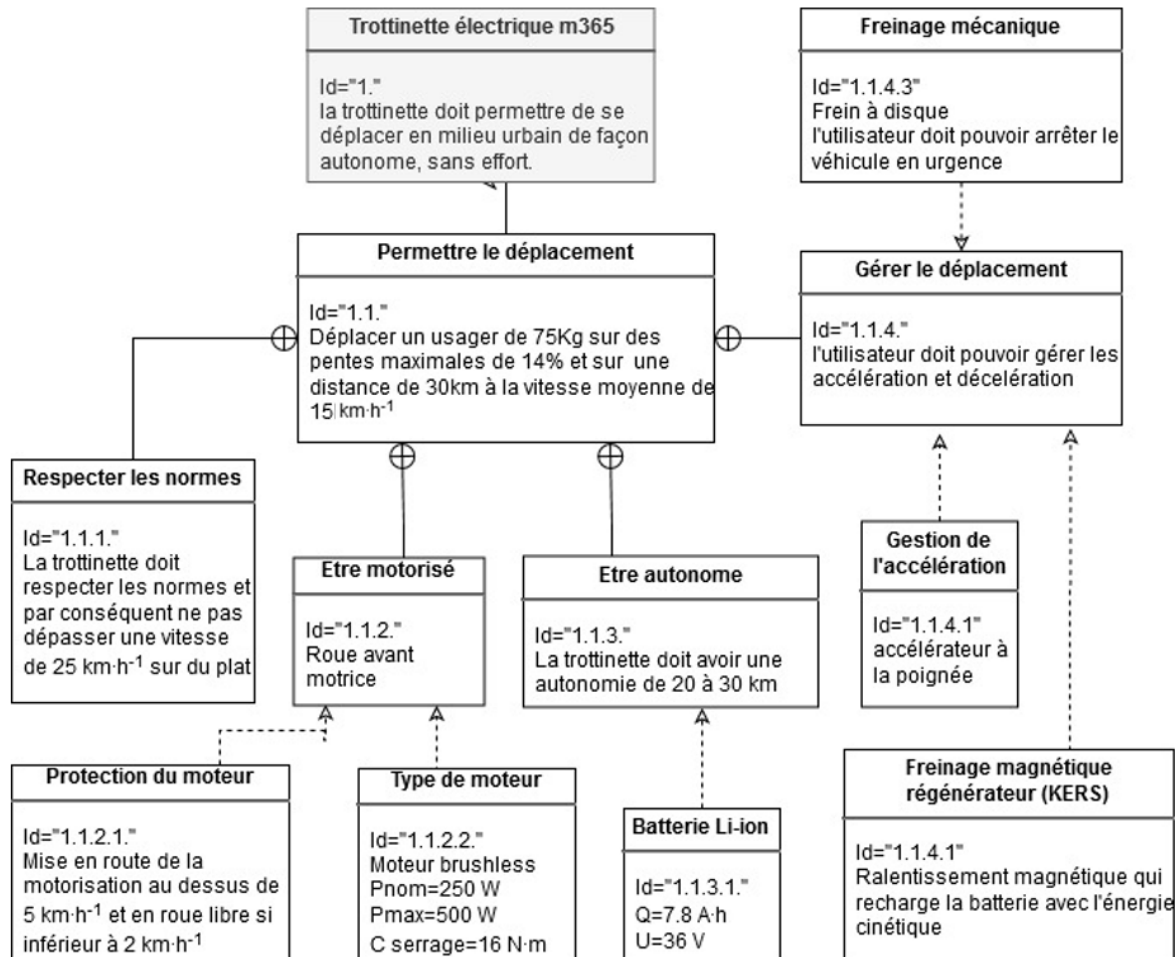 Trottinette électrique m365
Id="1."
la trottinette doit permettre de se
déplacer en milieu urbain de façon
autonome, sans effort.
Freinage mécanique
Id="1.1.4.3"
Frein à disque
l'utilisateur doit pouvoir arrêter le
véhicule en urgence
Permettre le déplacement
Id="1.1."
Déplacer un usager de 75Kg sur des
pentes maximales de 14% et sur une
distance de 30km à la vitesse moyenne de
15 km·h⁻¹
Gérer le déplacement
Id="1.1.4."
l'utilisateur doit pouvoir gérer les
accélération et décelération
Respecter les normes
Id="1.1.1."
La trottinette doit
respecter les normes et
par conséquent ne pas
dépasser une vitesse
de 25 km·h⁻¹ sur du plat
Etre motorisé
Id="1.1.2."
Roue avant
motrice
Etre autonome
Id="1.1.3."
La trottinette doit avoir une
autonomie de 20 à 30 km
Gestion de
l'accélération
Id="1.1.4.1"
accélérateur à
la poignée
Protection du moteur
Id="1.1.2.1."
Mise en route de la
motorisation au dessus de
5 km·h⁻¹ et en roue libre si
inférieur à 2 km·h⁻¹
Type de moteur
Id="1.1.2.2."
Moteur brushless
Pnom=250 W
Pmax=500 W
C serrage=16 N·m
Batterie Li-ion
Id="1.1.3.1."
Q=7.8 A·h
U=36 V
Freinage magnétique
régénérateur (KERS)
Id="1.1.4.1"
Ralentissement magnétique qui
recharge la batterie avec l'énergie
cinétique